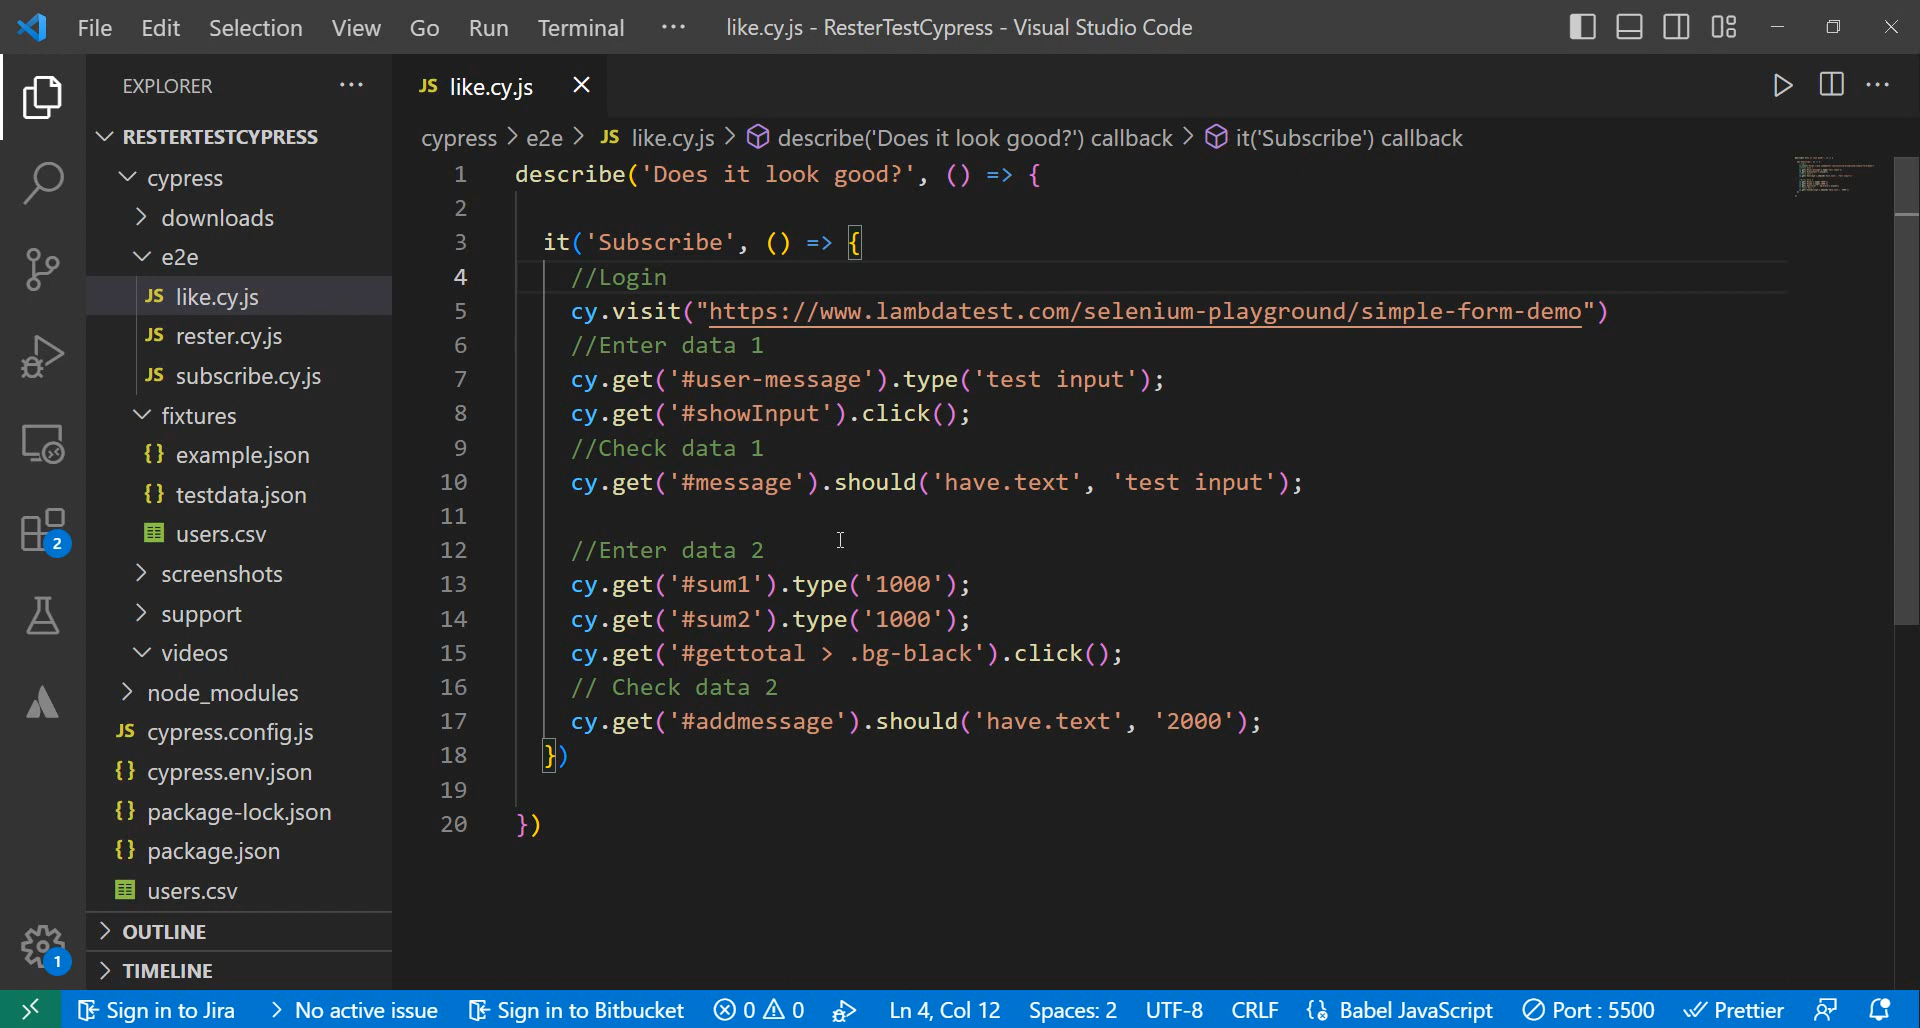 File Edit Selection View Go Run Terminal ··· like.cy.js - ResterTestCypress - Visual Studio Code
EXPLORER ···
JS like.cy.js
RESTERTESTCYPRESS
cypress
downloads
e2e
JS like.cy.js
JS rester.cy.js
JS subscribe.cy.js
fixtures
{} example.json
{} testdata.json
users.csv
screenshots
support
videos
node_modules
JS cypress.config.js
{} cypress.env.json
{} package-lock.json
{} package.json
users.csv
OUTLINE
TIMELINE
2
1
cypress > e2e > JS like.cy.js > describe('Does it look good?') callback > it('Subscribe') callback
1 describe('Does it look good?', () => {
2
3 it('Subscribe', () => {
4 //Login
5 cy.visit("https://www.lambdatest.com/selenium-playground/simple-form-demo")
6 //Enter data 1
7 cy.get('#user-message').type('test input');
8 cy.get('#showInput').click();
9 //Check data 1
10 cy.get('#message').should('have.text', 'test input');
11
12 //Enter data 2
13 cy.get('#sum1').type('1000');
14 cy.get('#sum2').type('1000');
15 cy.get('#gettotal > .bg-black').click();
16 // Check data 2
17 cy.get('#addmessage').should('have.text', '2000');
18 })
19
20 })
Sign in to Jira > No active issue Sign in to Bitbucket 0 0 Ln 4, Col 12 Spaces: 2 UTF-8 CRLF {} Babel JavaScript Port : 5500 Prettier